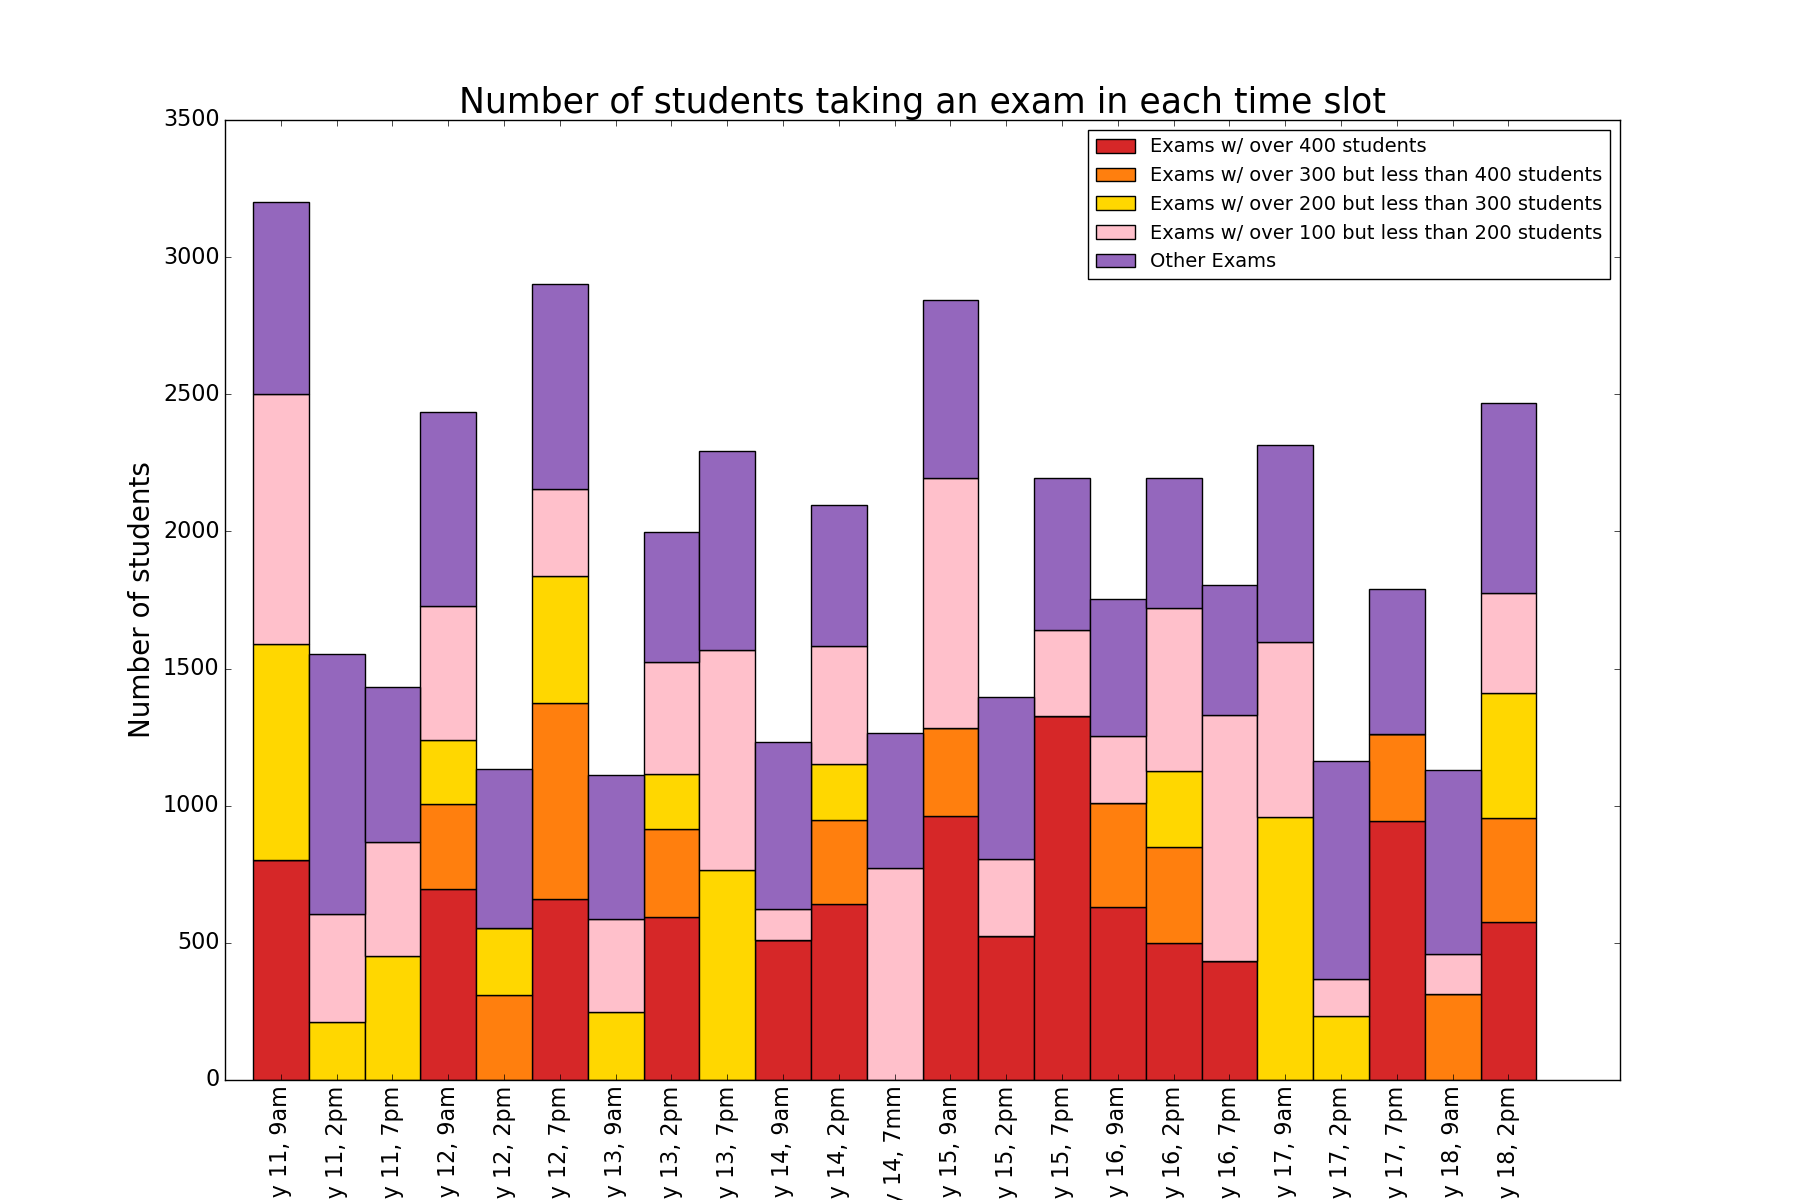 Number of students taking an exam in each time slot
Exams w/ over 400 students
Exams w/ over 300 but less than 400 students
Exams w/ over 200 but less than 300 students
Exams w/ over 100 but less than 200 students
Other Exams
Number of students
3500
3000
2500
2000
1500
1000
500
0
y 11, 9am
y 11, 2pm
y 11, 7pm
y 12, 9am
y 12, 2pm
y 12, 7pm
y 13, 9am
y 13, 2pm
y 13, 7pm
y 14, 9am
y 14, 2pm
y 14, 7mm
y 15, 9am
y 15, 2pm
y 15, 7pm
y 16, 9am
y 16, 2pm
y 16, 7pm
y 17, 9am
y 17, 2pm
y 17, 7pm
y 18, 9am
y 18, 2pm